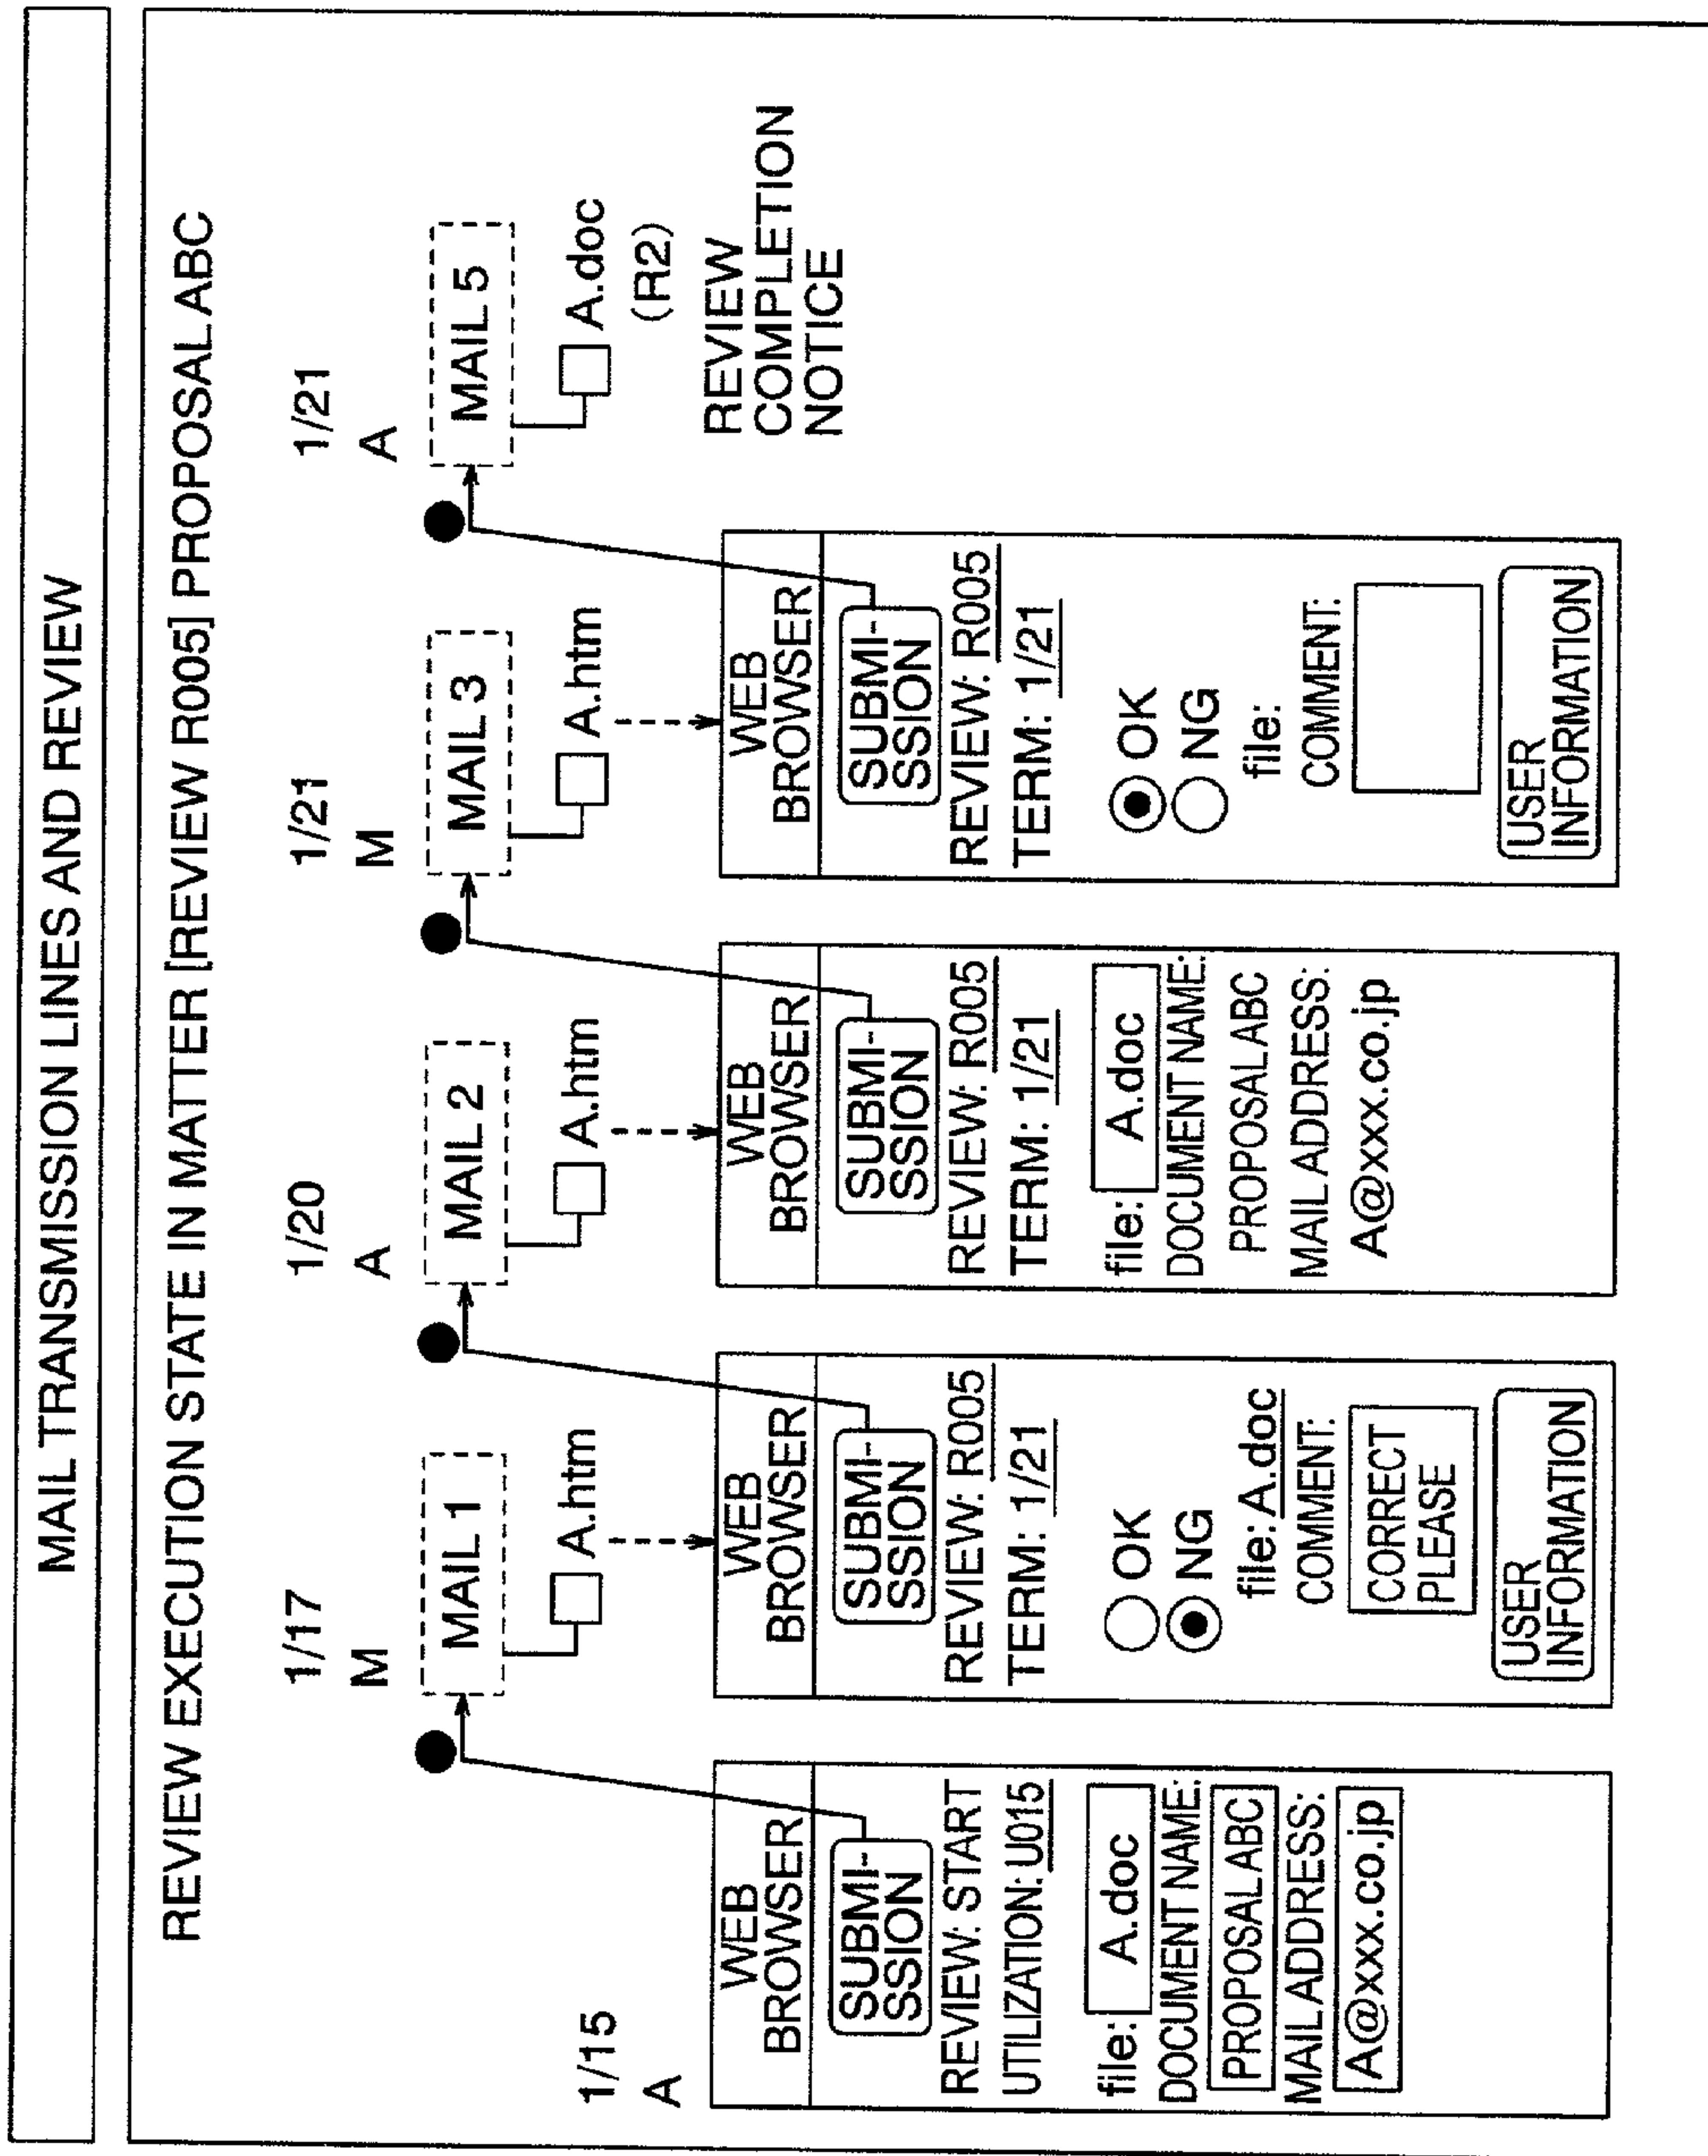 MAIL TRANSMISSION LINES AND REVIEW
REVIEW EXECUTION STATE IN MATTER [REVIEW R005] PROPOSAL ABC
1/15
A
WEB
BROWSER
SUBMI-
SSION
REVIEW: START
UTILIZATION: U015
file: A.doc
DOCUMENT NAME:
PROPOSAL ABC
MAIL ADDRESS:
A@xxx.co.jp
1/17
M
MAIL 1
A.htm
WEB
BROWSER
SUBMI-
SSION
REVIEW: R005
TERM: 1/21
OK
NG
file: A.doc
COMMENT:
CORRECT
PLEASE
USER
INFORMATION
1/20
A
MAIL 2
A.htm
WEB
BROWSER
SUBMI-
SSION
REVIEW: R005
TERM: 1/21
file: A.doc
DOCUMENT NAME:
PROPOSAL ABC
MAIL ADDRESS:
A@xxx.co.jp
1/21
M
MAIL 3
A.htm
WEB
BROWSER
SUBMI-
SSION
REVIEW: R005
TERM: 1/21
OK
NG
file:
COMMENT:
USER
INFORMATION
1/21
A
MAIL 5
A.doc
(R2)
REVIEW
COMPLETION
NOTICE